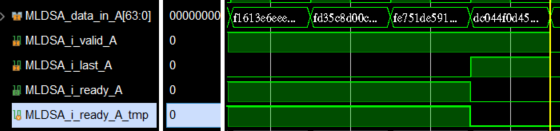 MLDSA_data_in_A[63:0] 00000000 f1613e6eee... fd35c8d00c... fe751de591... dc044f0d45...
MLDSA_i_valid_A 0
MLDSA_i_last_A 0
MLDSA_i_ready_A 0
MLDSA_i_ready_A_tmp 0